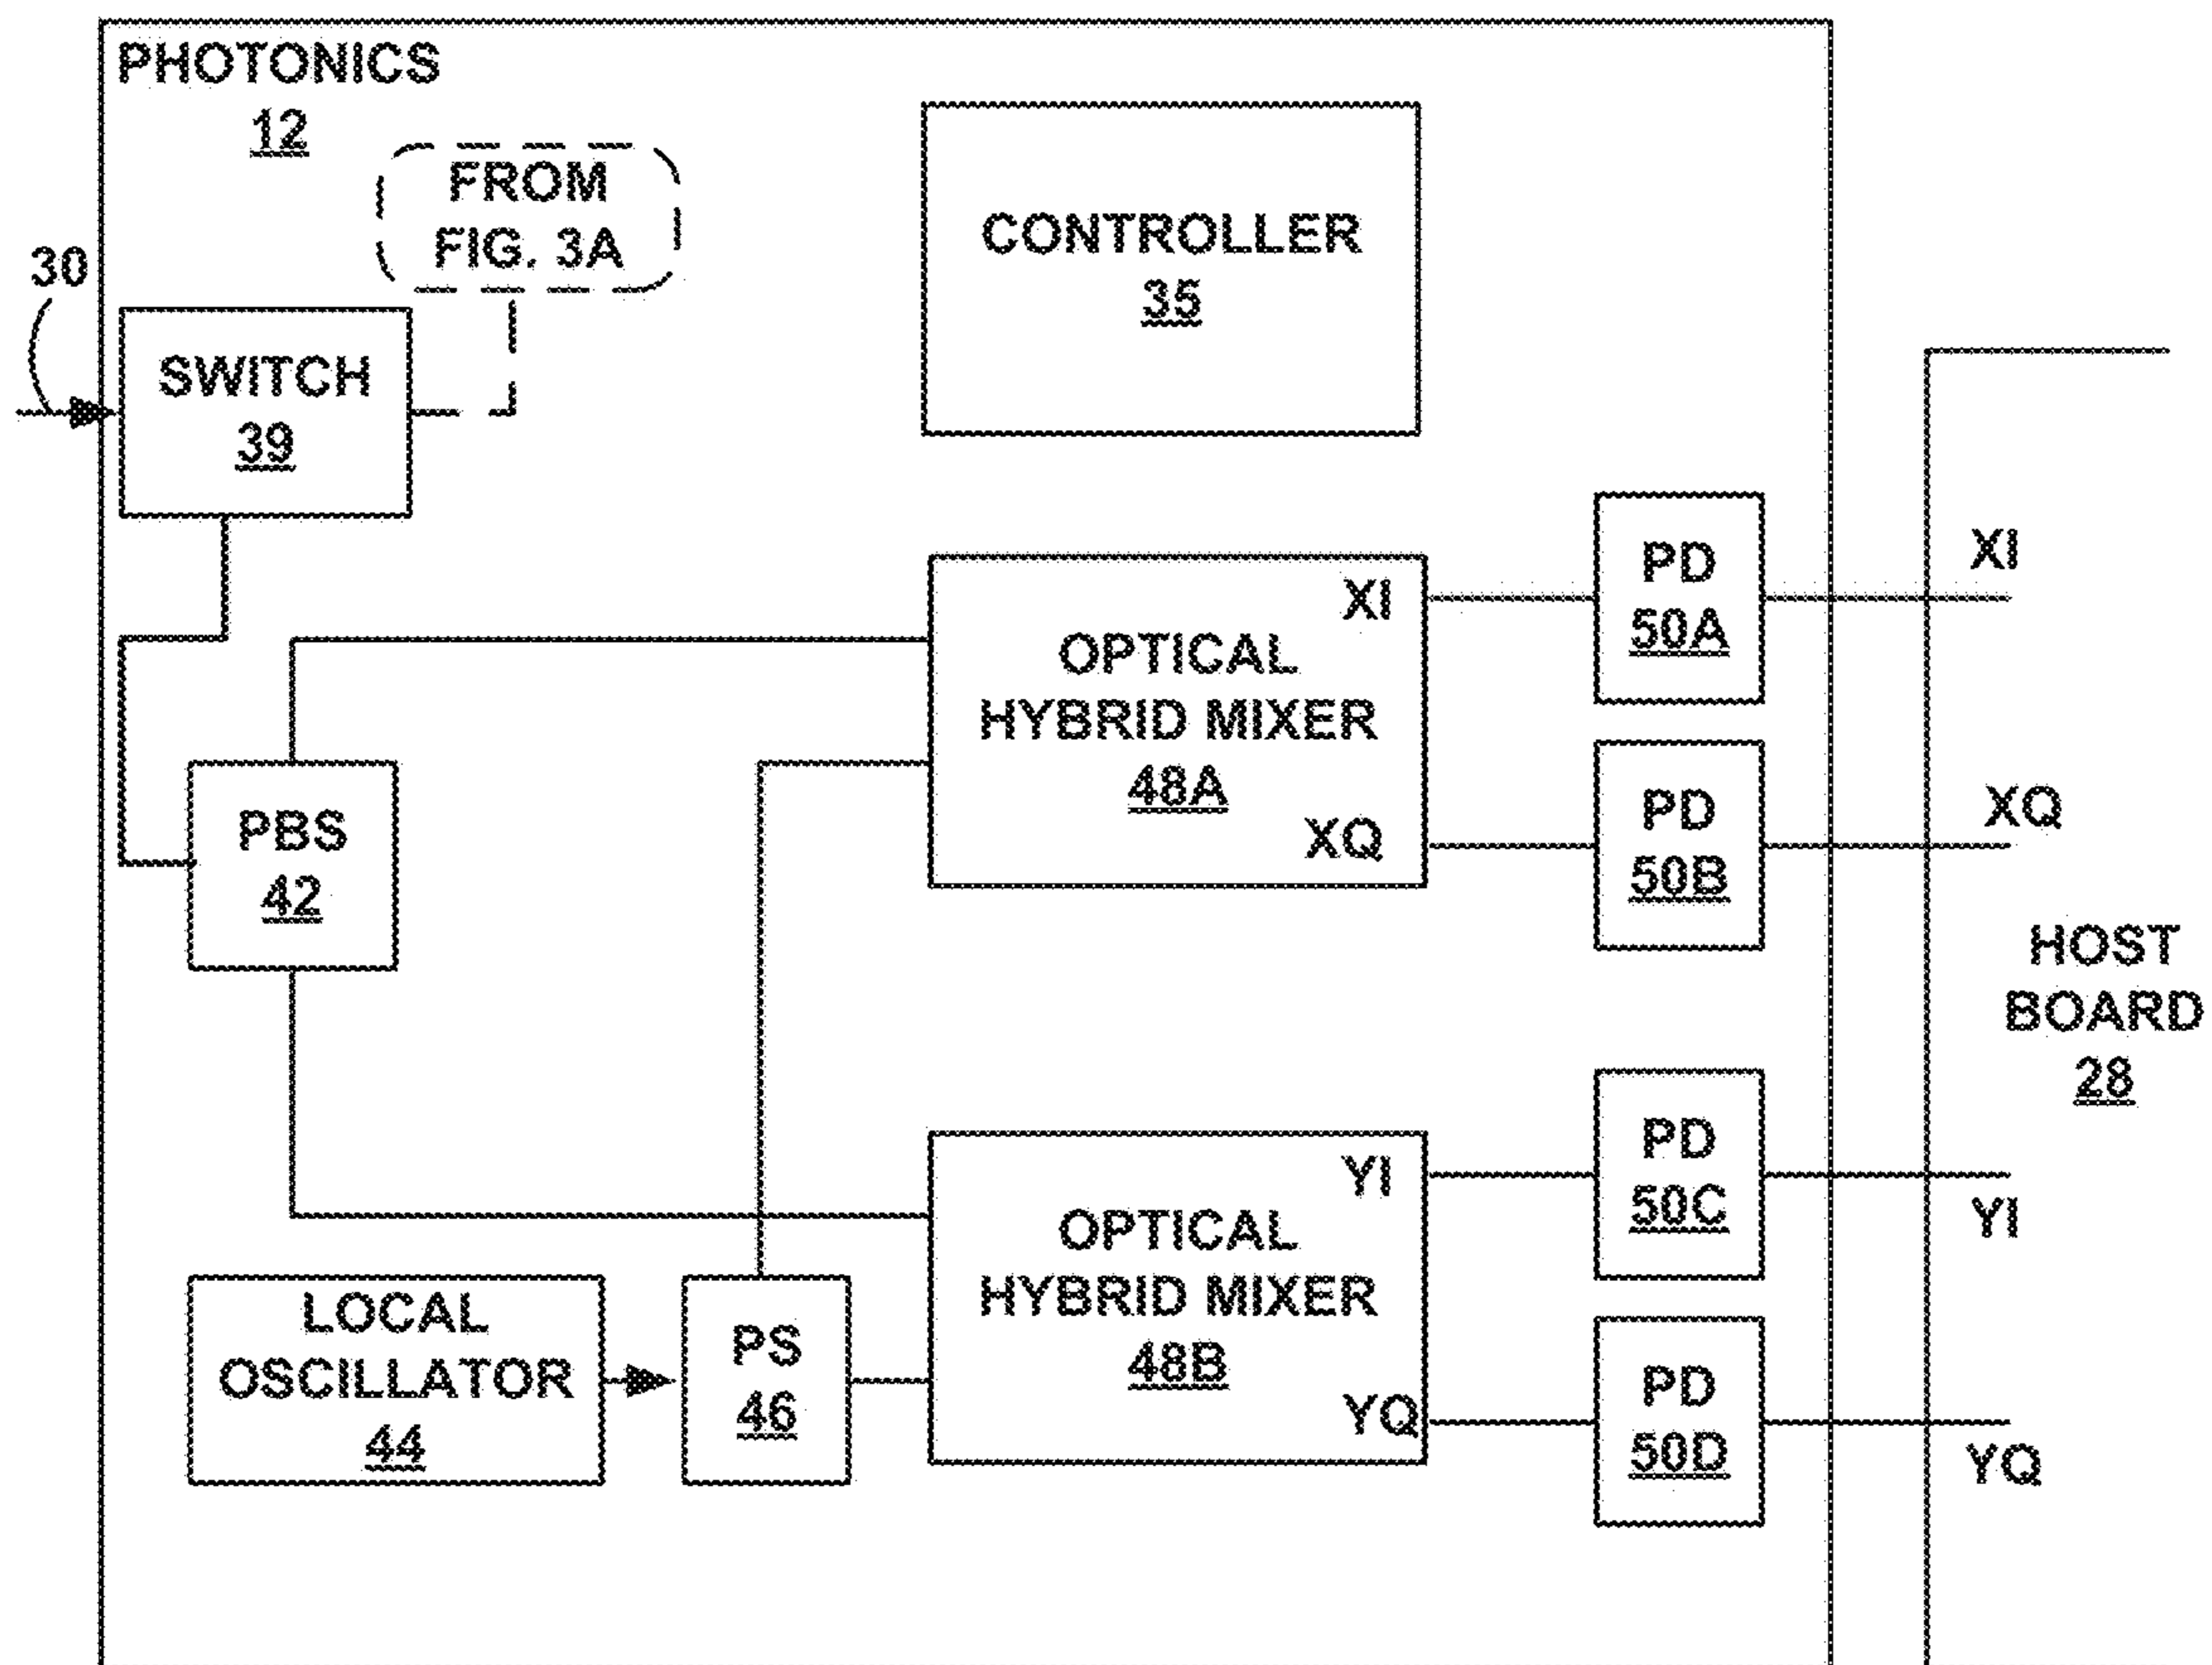 PHOTONICS
12
FROM
FIG. 3A
CONTROLLER
35
30
SWITCH
39
XI
OPTICAL
HYBRID MIXER
48A
XQ
PD
50A
XI
PD
50B
XQ
PBS
42
HOST
BOARD
28
YI
OPTICAL
HYBRID MIXER
48B
YQ
PD
50C
YI
LOCAL
OSCILLATOR
44
PS
46
PD
50D
YQ